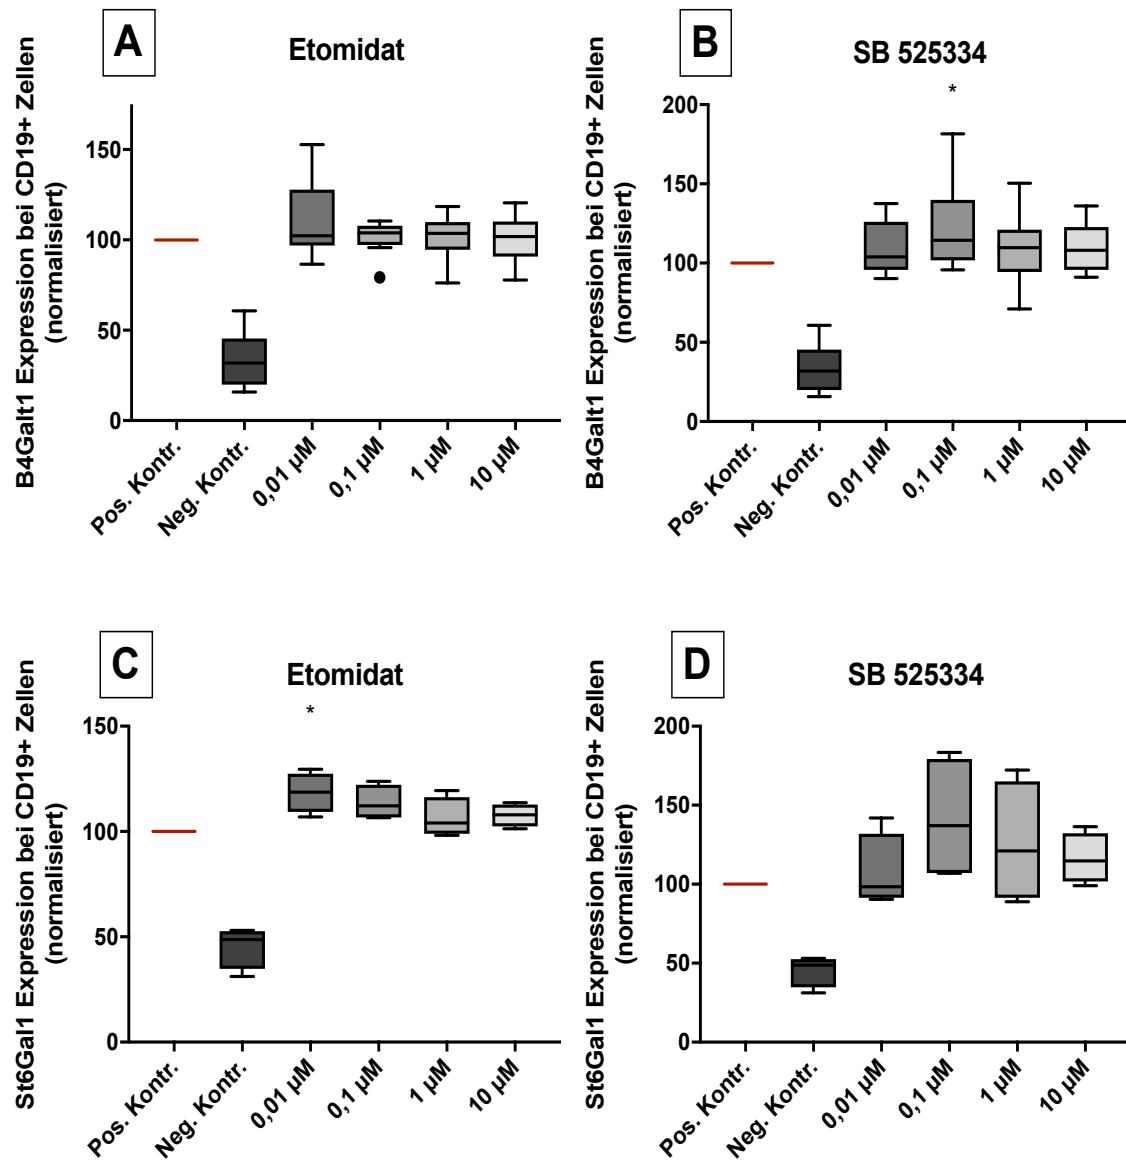 A
Etomidat
B4Galt1 Expression bei CD19+ Zellen
(normalisiert)
150
100
50
0
Pos. Kontr.
Neg. Kontr.
0,01 µM
0,1 µM
1 µM
10 µM
B
SB 525334
*
B4Galt1 Expression bei CD19+ Zellen
(normalisiert)
200
150
100
50
0
Pos. Kontr.
Neg. Kontr.
0,01 µM
0,1 µM
1 µM
10 µM
C
Etomidat
*
St6Gal1 Expression bei CD19+ Zellen
(normalisiert)
150
100
50
0
Pos. Kontr.
Neg. Kontr.
0,01 µM
0,1 µM
1 µM
10 µM
D
SB 525334
St6Gal1 Expression bei CD19+ Zellen
(normalisiert)
200
150
100
50
0
Pos. Kontr.
Neg. Kontr.
0,01 µM
0,1 µM
1 µM
10 µM